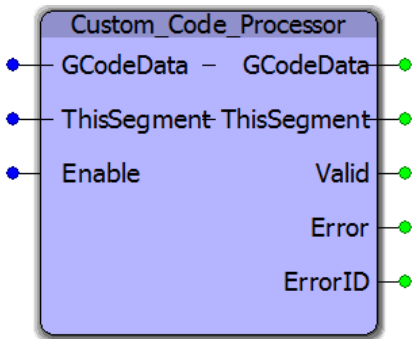 Custom_Code_Processor
GCodeData – GCodeData
ThisSegment – ThisSegment
Enable Valid
Error
ErrorID